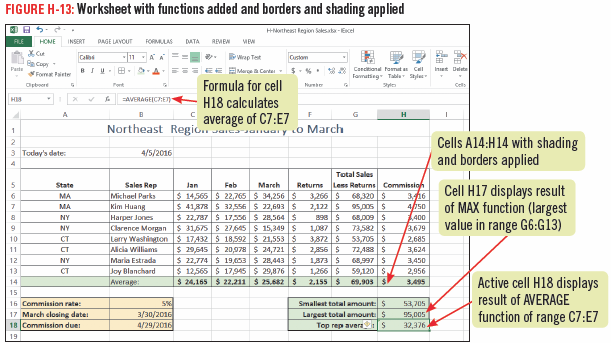 FIGURE H-13: Worksheet with functions added and borders and shading applied
H-Northeast Region Sales.xlsx - Excel
FILE HOME INSERT PAGE LAYOUT FORMULAS DATA REVIEW VIEW
Cut
Copy
Format Painter
Paste
Calibri 11
Wrap Text
Merge & Center
Custom
Conditional Formatting
Format as Table
Cell Styles
Insert Delete
Clipboard Font Number Styles Cells
Formula for cell
H18 calculates
average of C7:E7
H18 =AVERAGE(C7:E7)
A B C G H I
1 Northeast Region Sales January to March
2
3 Today's date: 4/5/2016
4
5 State Sales Rep Jan Feb March Returns Total Sales Less Returns Commission
6 MA Michael Parks $ 14,565 $ 22,765 $ 34,256 $ 3,266 $ 68,320 $ 3,416
7 MA Kim Huang $ 41,878 $ 32,556 $ 22,693 $ 2,122 $ 95,005 $ 4,750
8 NY Harper Jones $ 22,787 $ 17,556 $ 28,564 $ 898 $ 68,009 $ 3,400
9 NY Clarence Morgan $ 31,675 $ 27,645 $ 15,349 $ 1,087 $ 73,582 $ 3,679
10 CT Larry Washington $ 17,432 $ 18,592 $ 21,553 $ 3,872 $ 53,705 $ 2,685
11 CT Alicia Williams $ 29,645 $ 20,978 $ 24,721 $ 2,856 $ 72,488 $ 3,624
12 NY Maria Estrada $ 22,774 $ 19,653 $ 28,443 $ 1,873 $ 68,997 $ 3,450
13 CT Joy Blanchard $ 12,565 $ 17,945 $ 29,876 $ 1,266 $ 59,120 $ 2,956
14 Average: $ 24,165 $ 22,211 $ 25,682 $ 2,155 $ 69,903 $ 3,495
15
16 Commission rate: 5% Smallest total amount: $ 53,705
17 March closing date: 3/30/2016 Largest total amount: $ 95,005
18 Commission due: 4/29/2016 Top rep $ 32,376
19
Cells A14:H14 with shading
and borders applied
Cell H17 displays result
of MAX function (largest
value in range G6:G13)
Active cell H18 displays
result of AVERAGE
function of range C7:E7